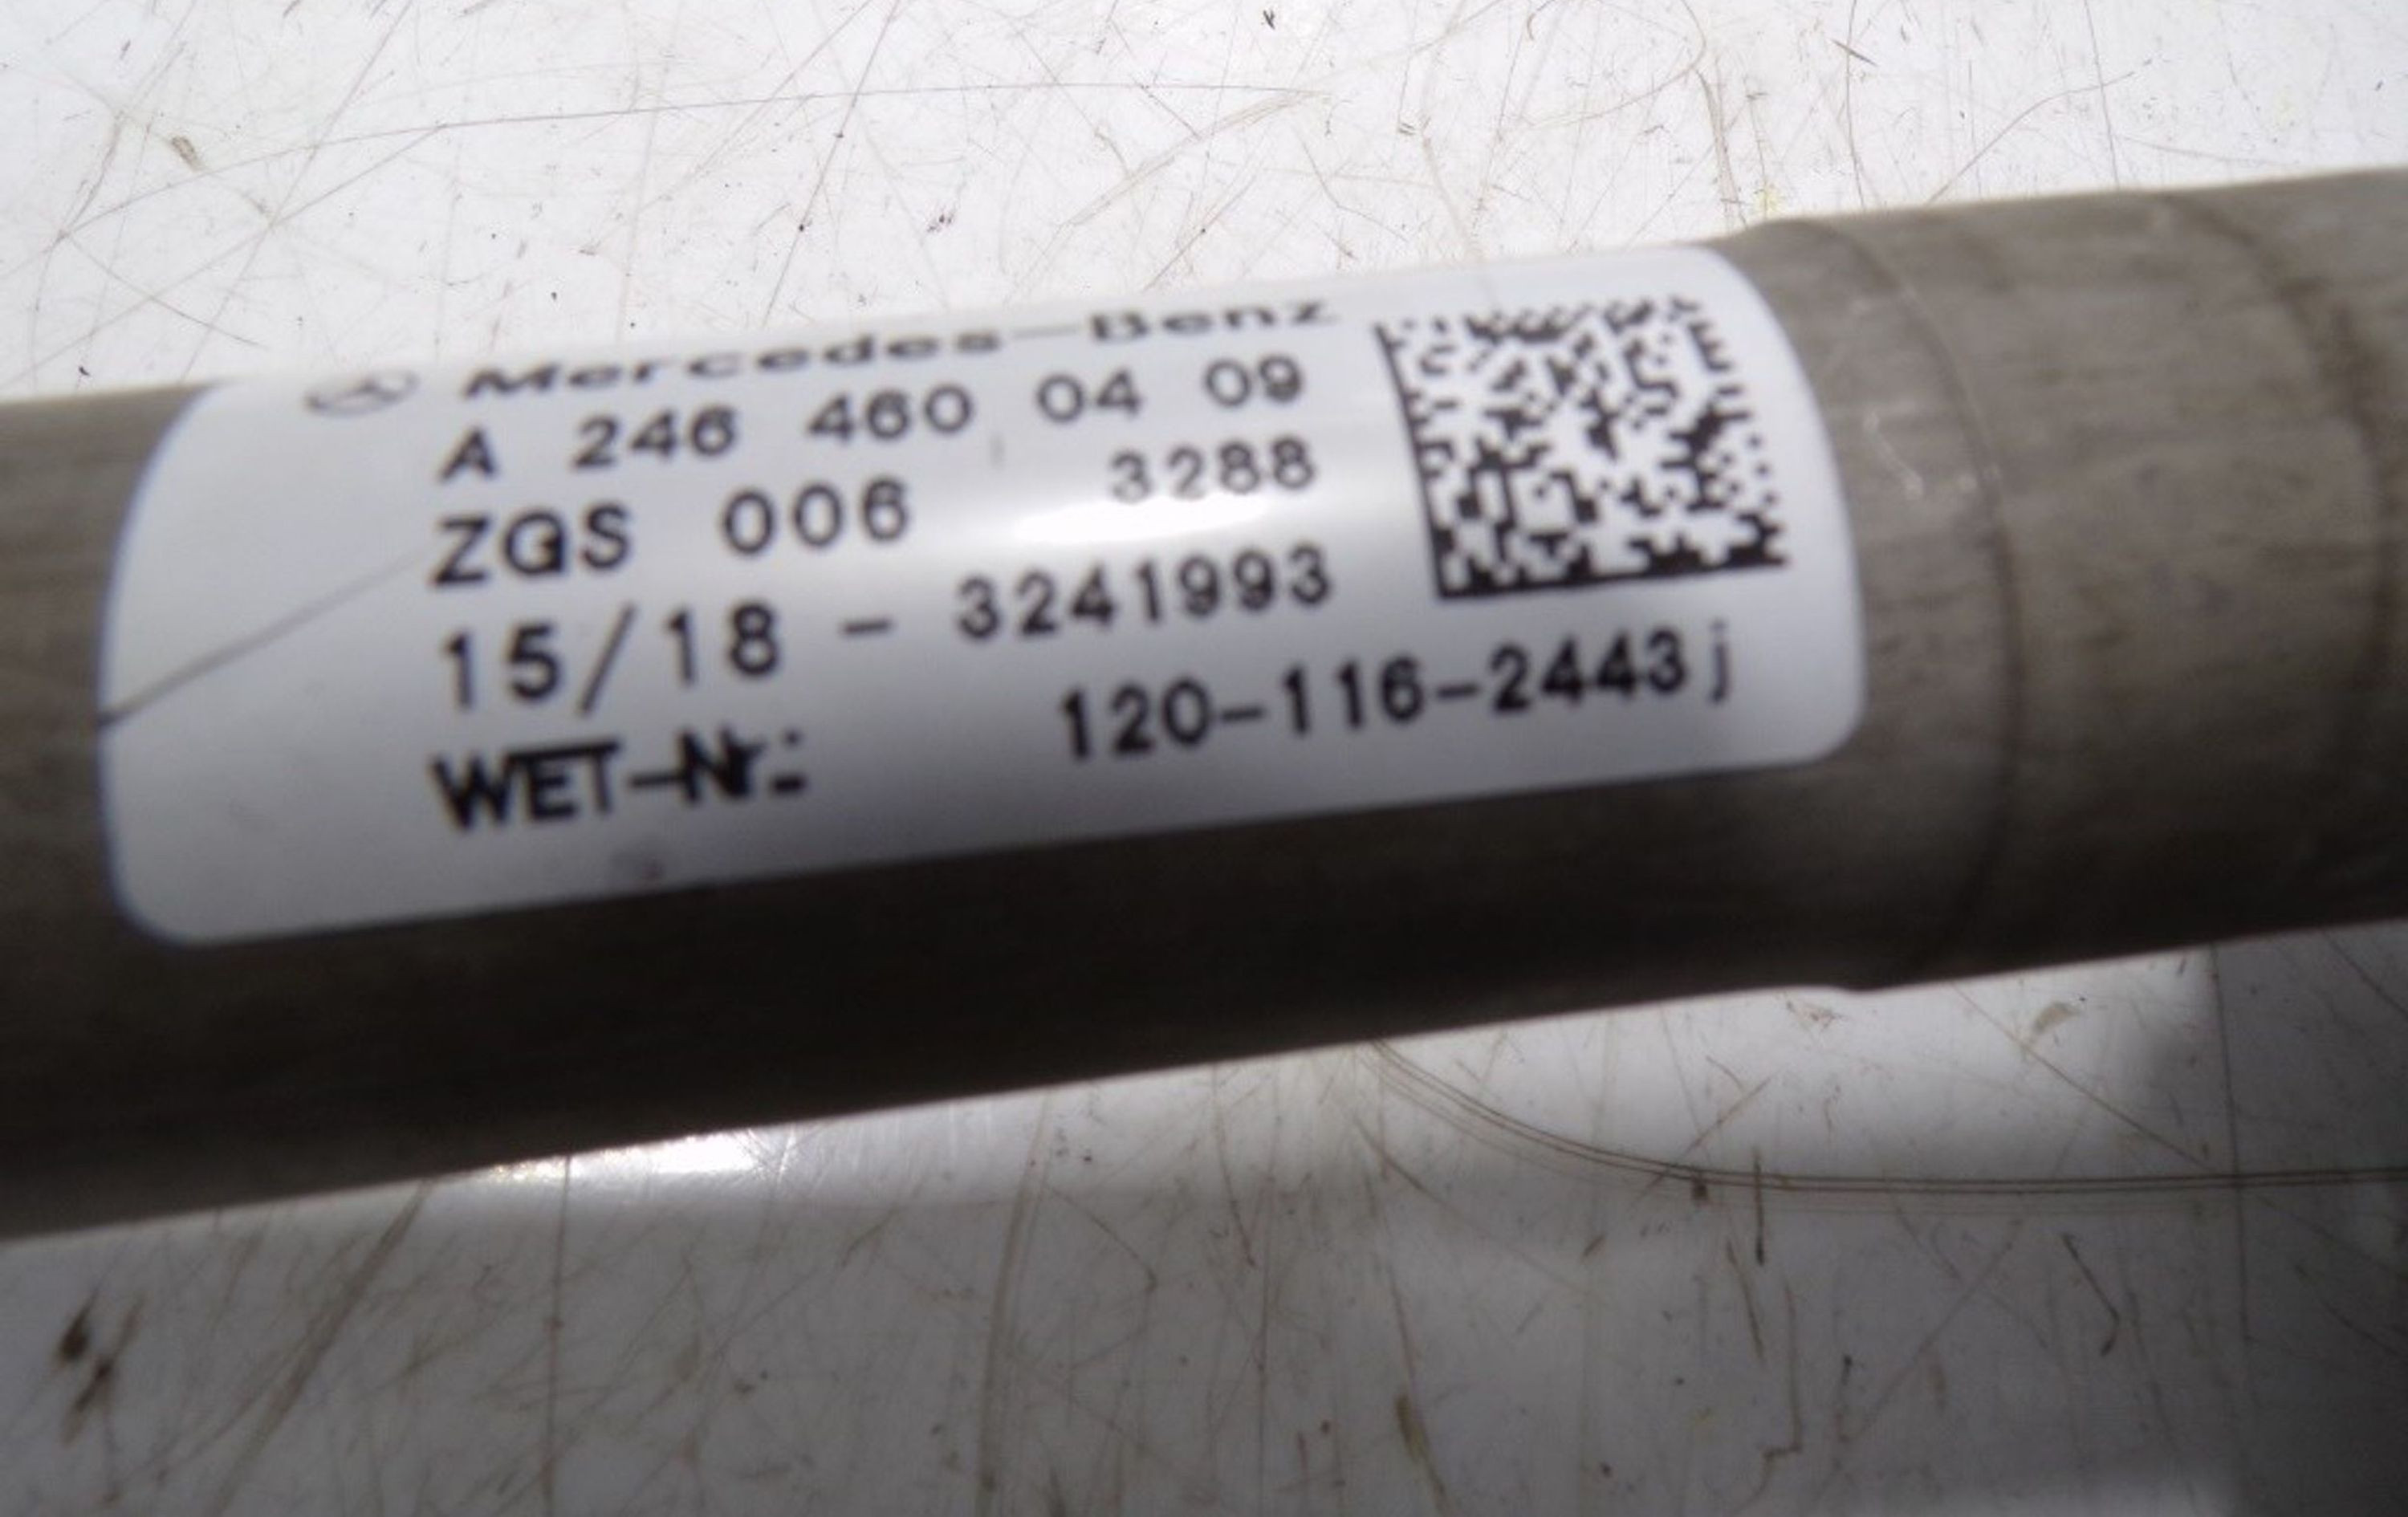 Mercedes-Benz
A 246 460 04 09
ZGS 006 3288
15/18 - 3241993
WET-Nr.: 120-116-2443j